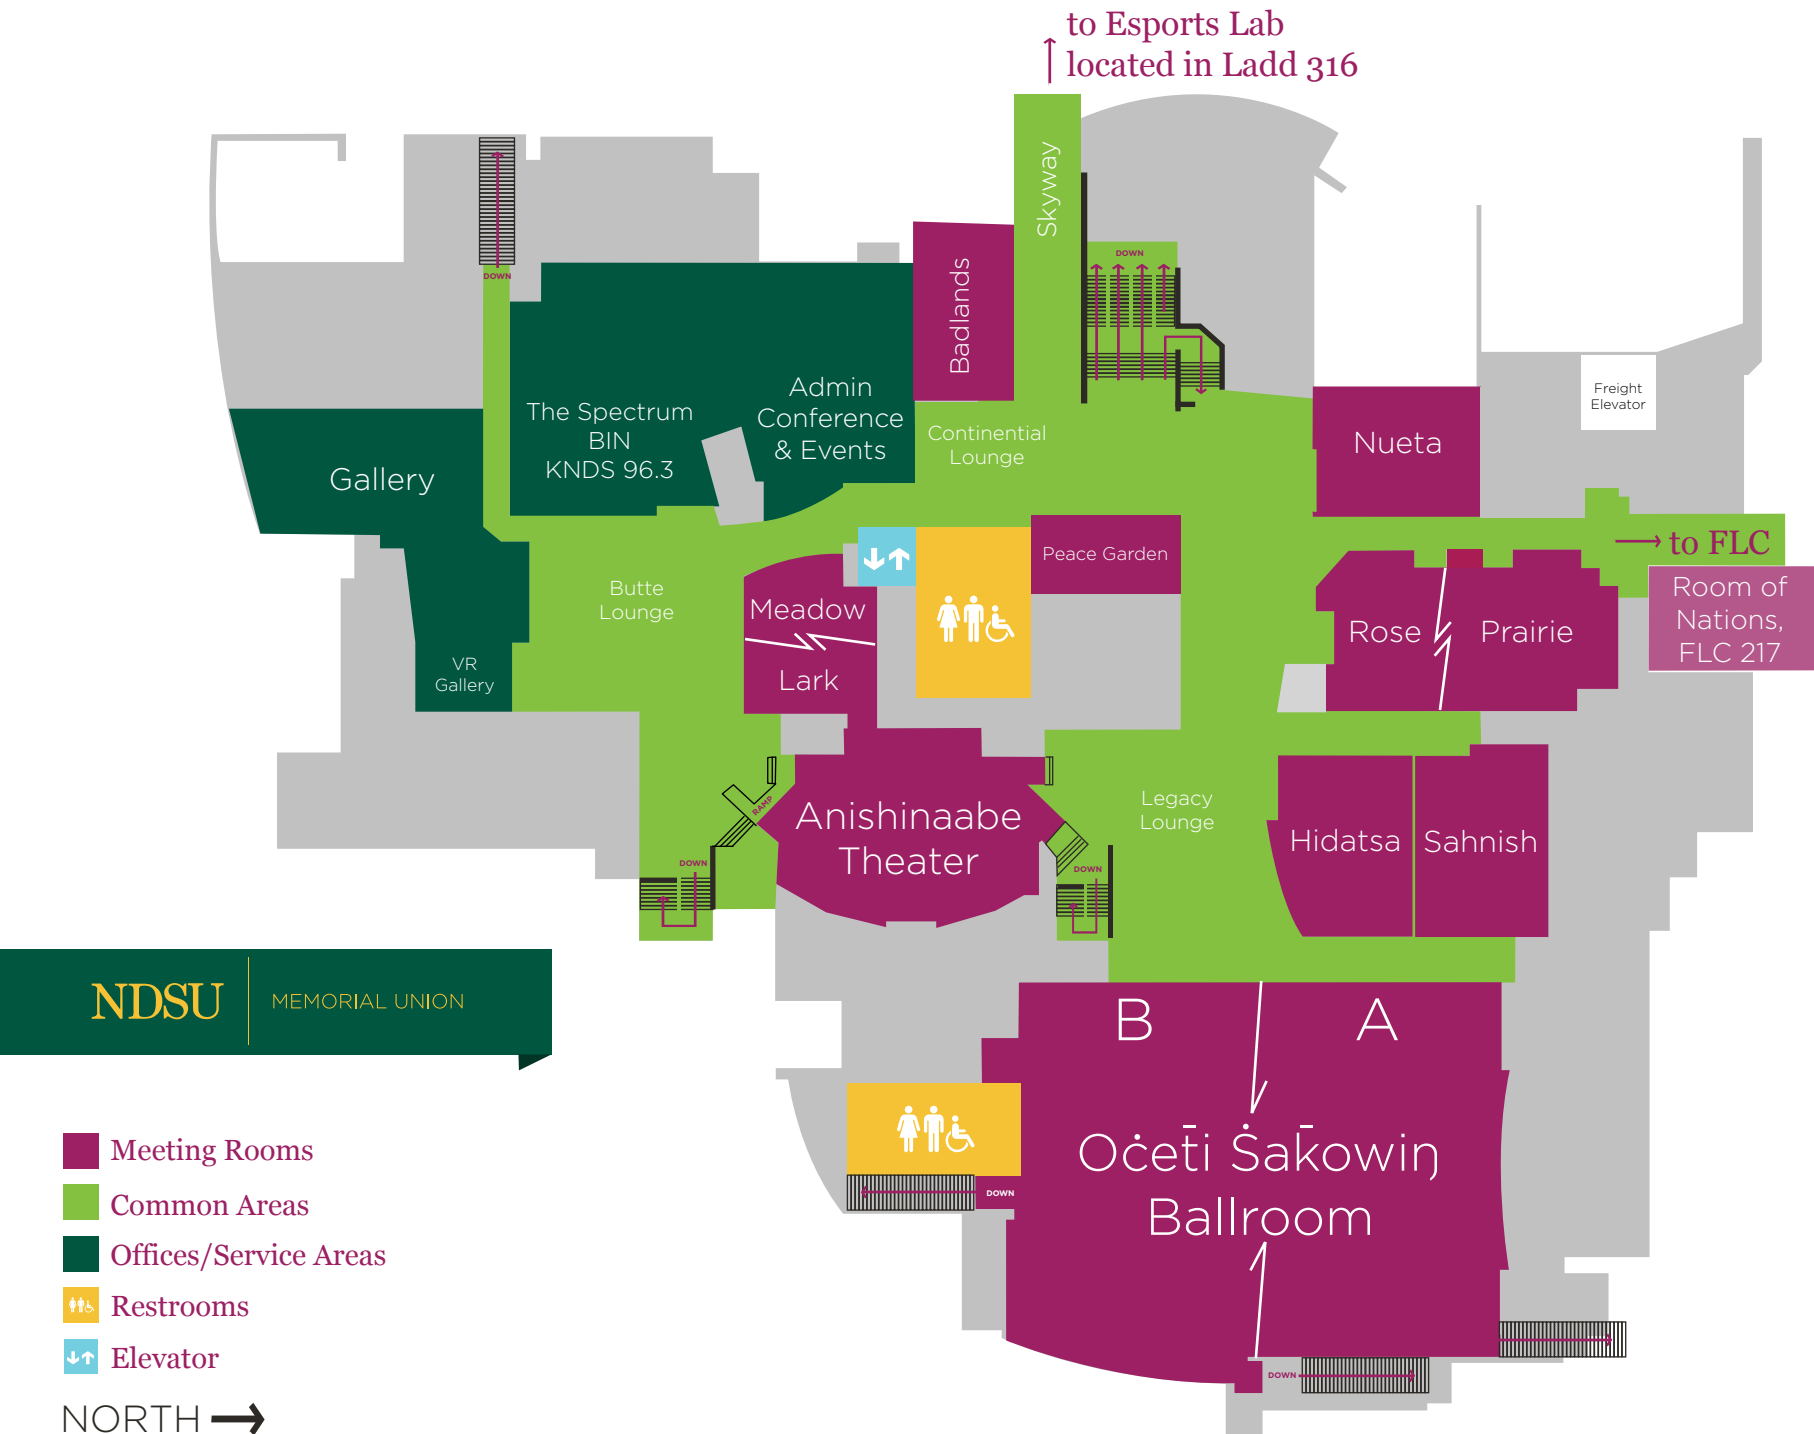 to Esports Lab
located in Ladd 316
Skyway
DOWN
DOWN
Badlands
Admin
Conference
& Events
The Spectrum
BIN
KNDS 96.3
Continential
Lounge
Gallery
Nueta
Freight
Elevator
to FLC
Peace Garden
Room of
Nations,
FLC 217
Butte
Lounge
Meadow
Lark
Rose
Prairie
VR
Gallery
RAMP
Anishinaabe
Theater
Legacy
Lounge
Hidatsa
Sahnish
DOWN
DOWN
NDSU
MEMORIAL UNION
B
A
Oċeṫi Ṡaḱowiŋ
Ballroom
DOWN
DOWN
Meeting Rooms
Common Areas
Offices/Service Areas
Restrooms
Elevator
NORTH